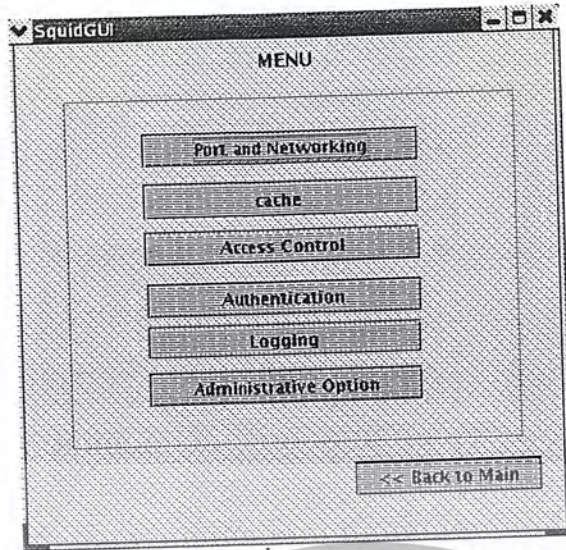 SquidGUI
MENU
Port and Networking
cache
Access Control
Authentication
Logging
Administrative Option
<< Back to Main